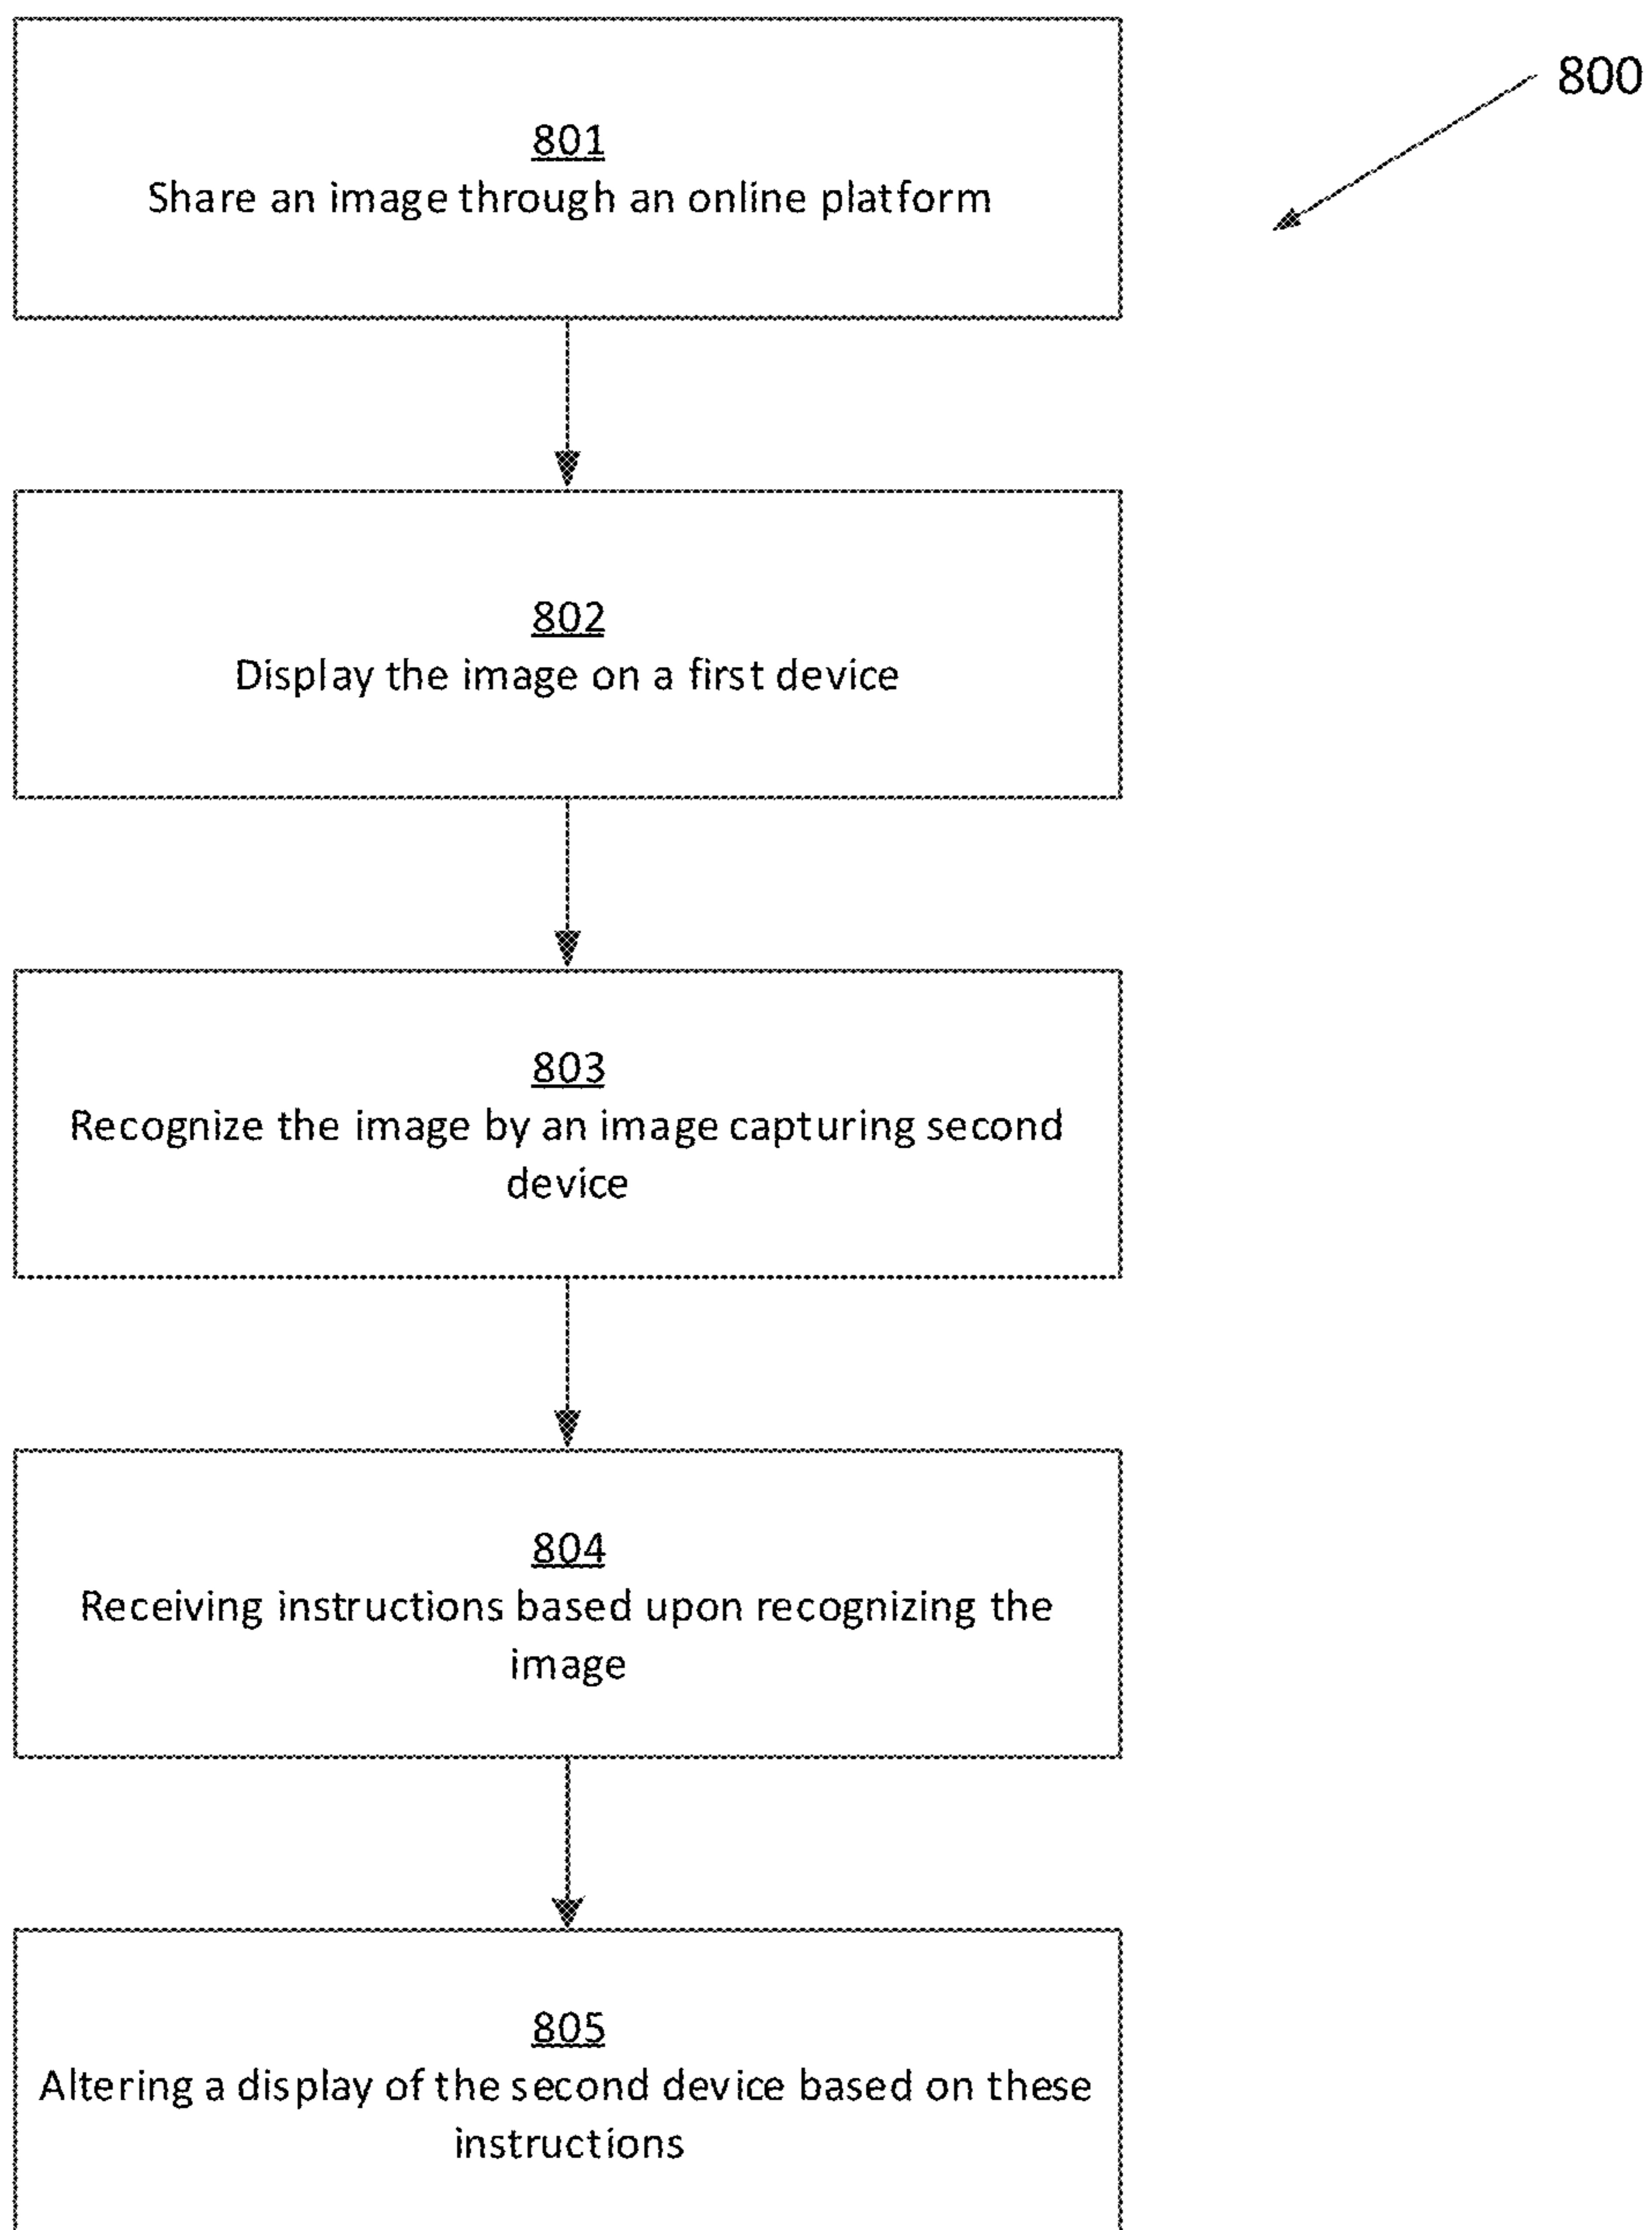 800
801
Share an image through an online platform
802
Display the image on a first device
803
Recognize the image by an image capturing second
device
804
Receiving instructions based upon recognizing the
image
805
Altering a display of the second device based on these
instructions